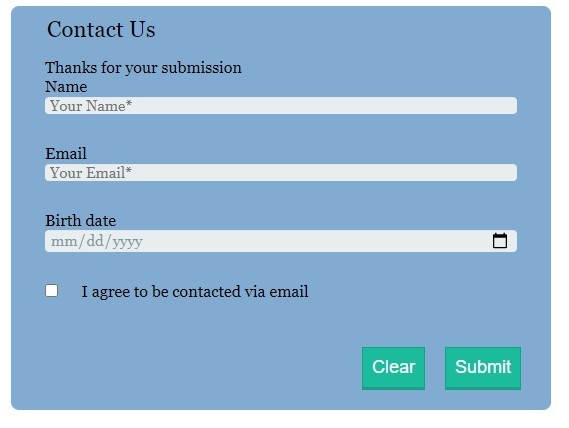 Contact Us
Thanks for your submission
Name
Your Name*
Email
Your Email*
Birth date
mm/dd/yyyy
I agree to be contacted via email
Clear Submit